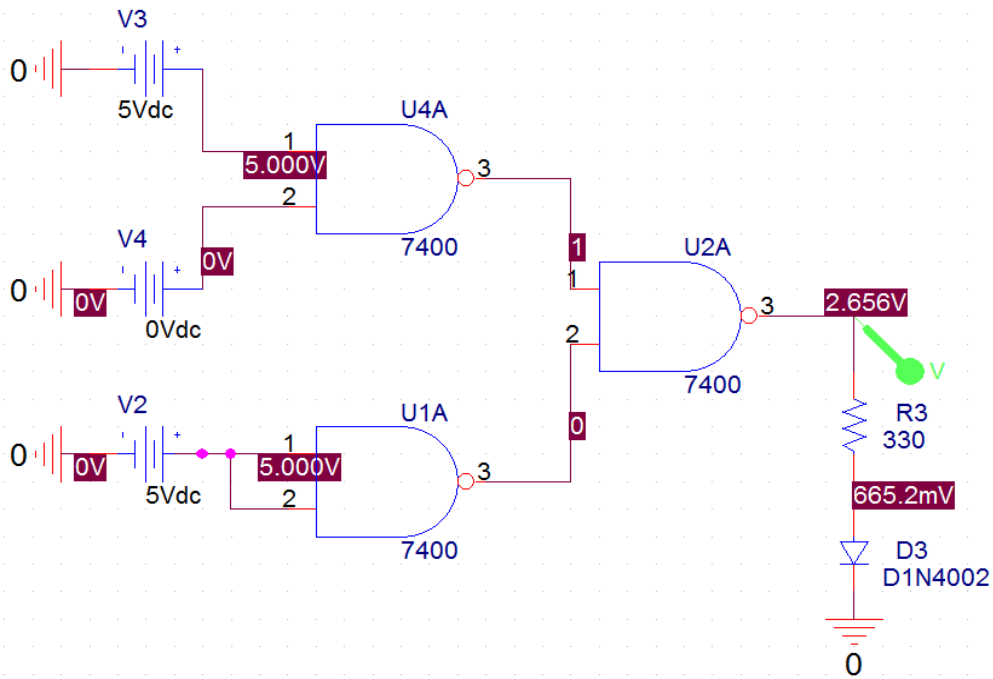 V3
0
- +
5Vdc
U4A
1
5.000V
2
3
7400
V4
0V
0
- +
0V
0Vdc
1
U2A
1
2
3
7400
2.656V
V
V2
0
- +
0V
5Vdc
U1A
1
5.000V
2
3
7400
0
R3
330
665.2mV
D3
D1N4002
0